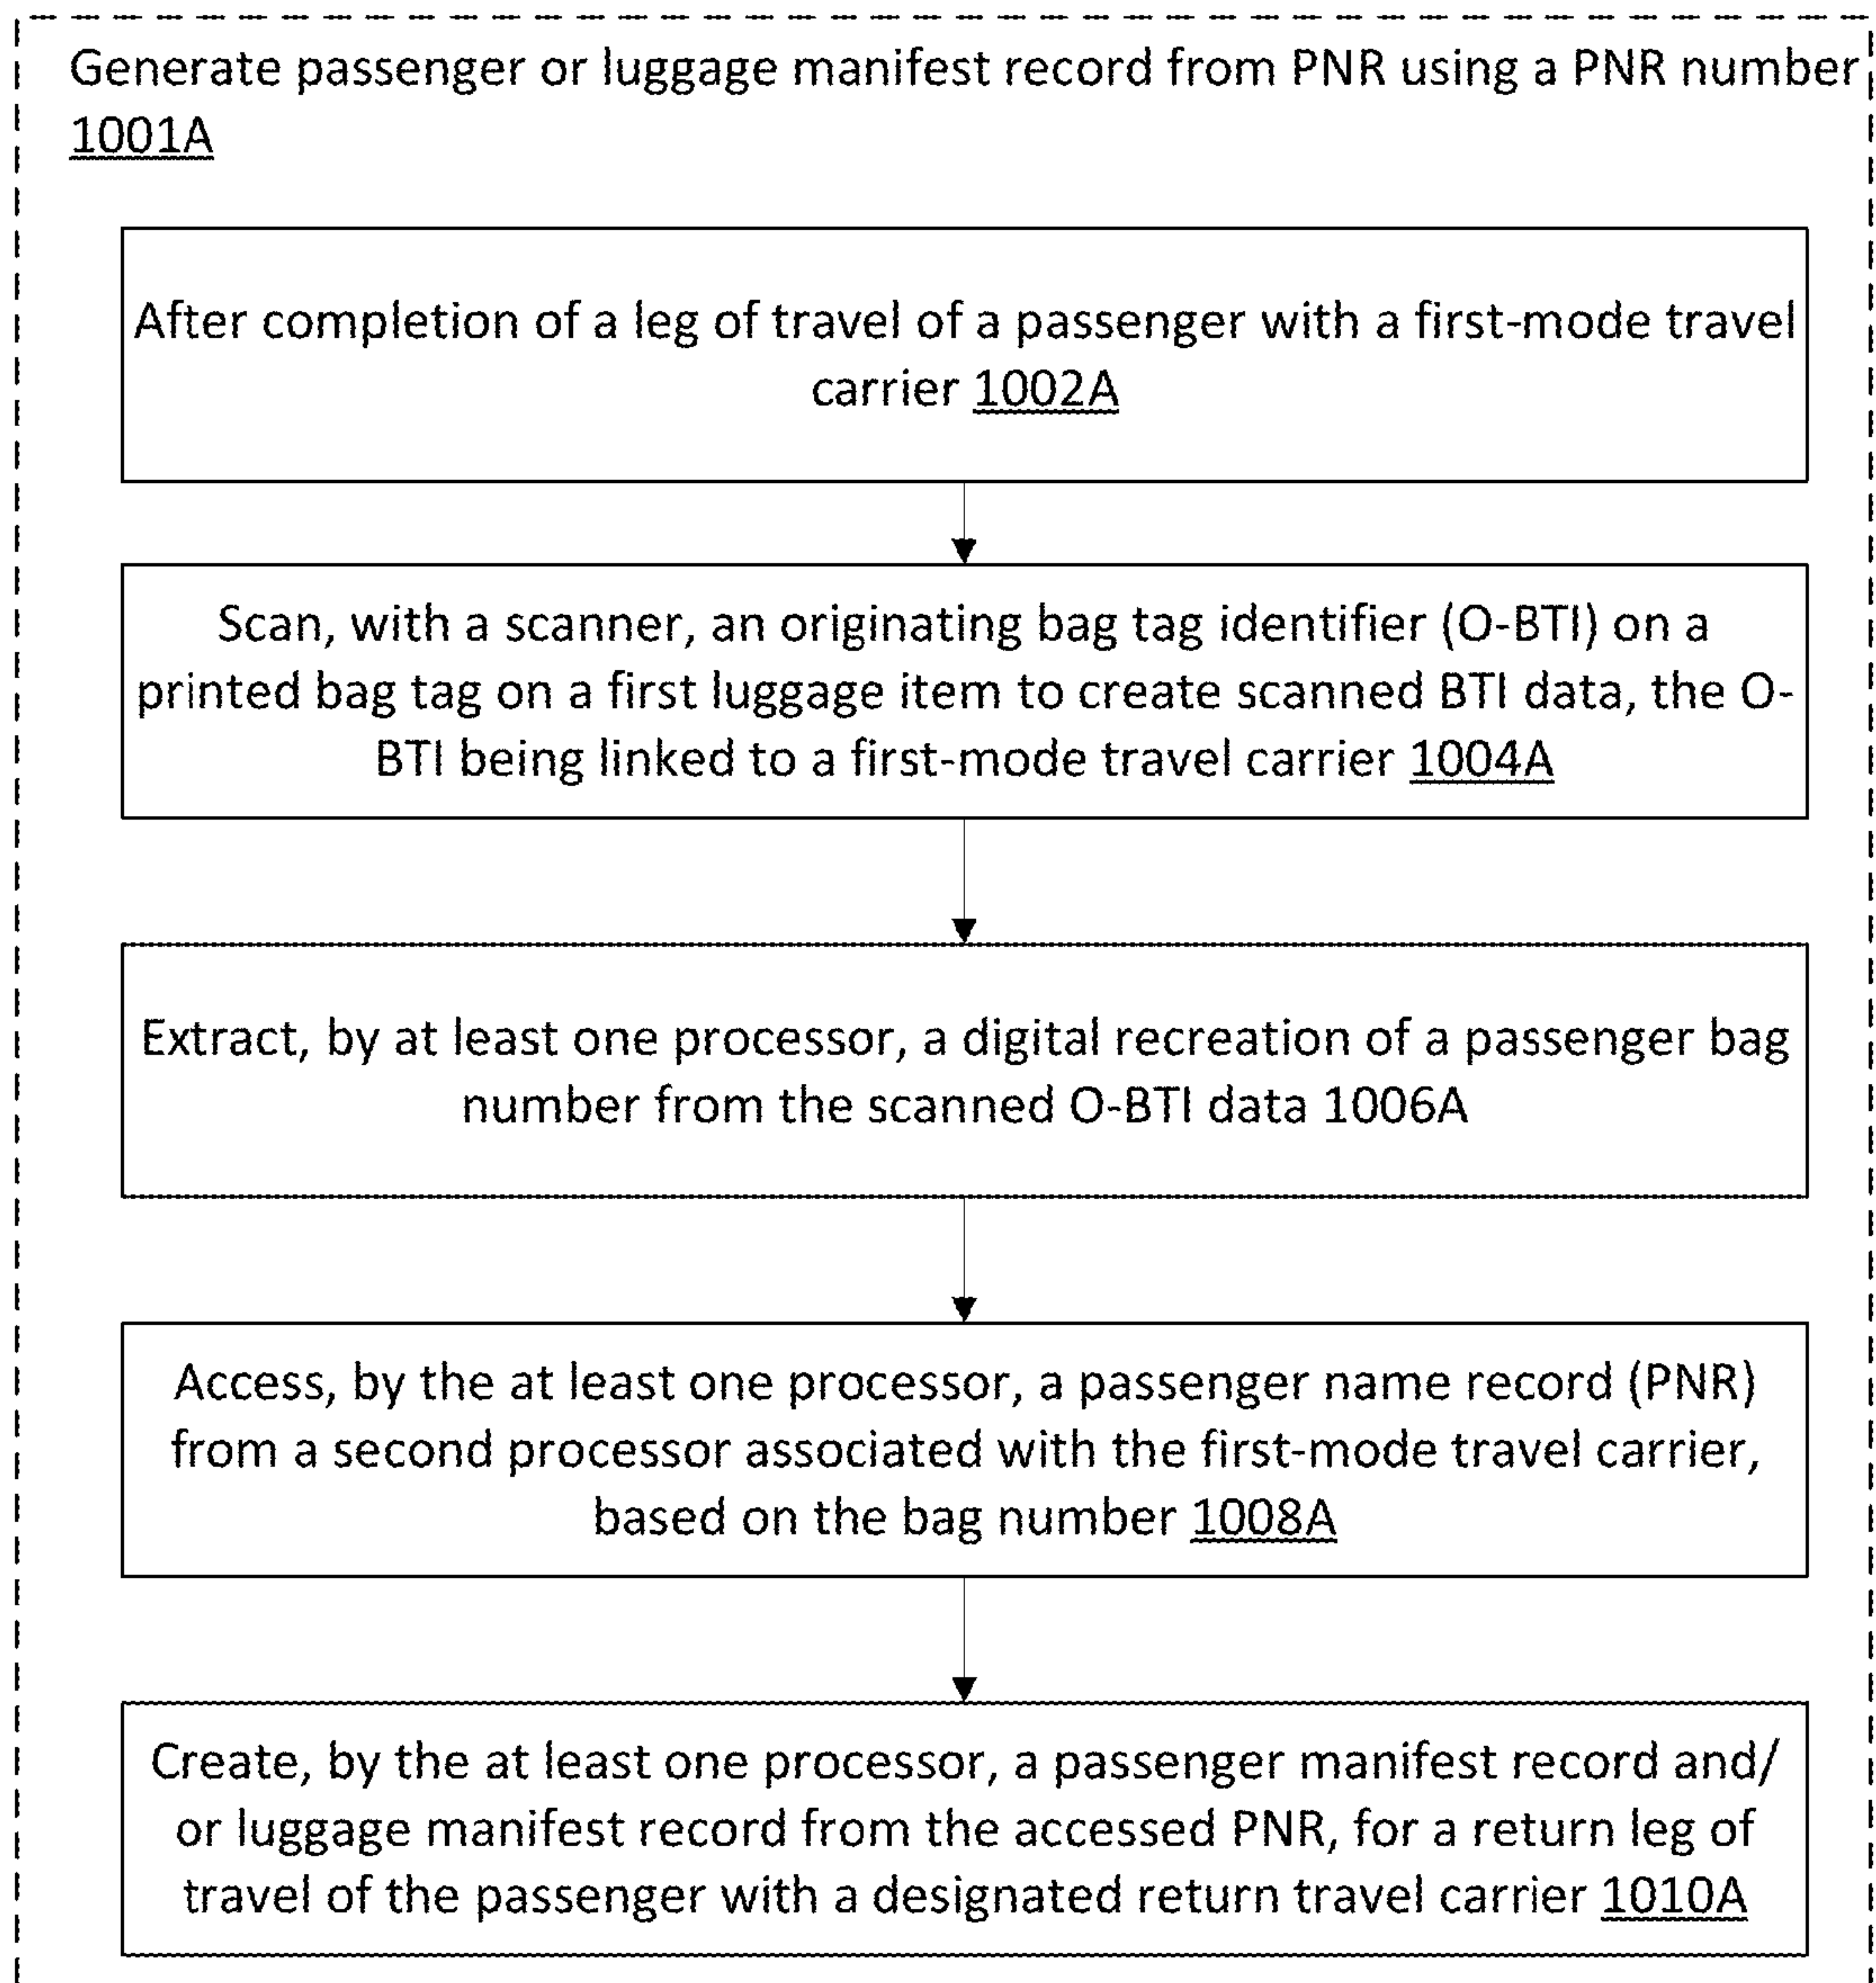 Generate passenger or luggage manifest record from PNR using a PNR number
1001A
After completion of a leg of travel of a passenger with a first-mode travel
carrier 1002A
Scan, with a scanner, an originating bag tag identifier (O-BTI) on a
printed bag tag on a first luggage item to create scanned BTI data, the O-
BTI being linked to a first-mode travel carrier 1004A
Extract, by at least one processor, a digital recreation of a passenger bag
number from the scanned O-BTI data 1006A
Access, by the at least one processor, a passenger name record (PNR)
from a second processor associated with the first-mode travel carrier,
based on the bag number 1008A
Create, by the at least one processor, a passenger manifest record and/
or luggage manifest record from the accessed PNR, for a return leg of
travel of the passenger with a designated return travel carrier 1010A